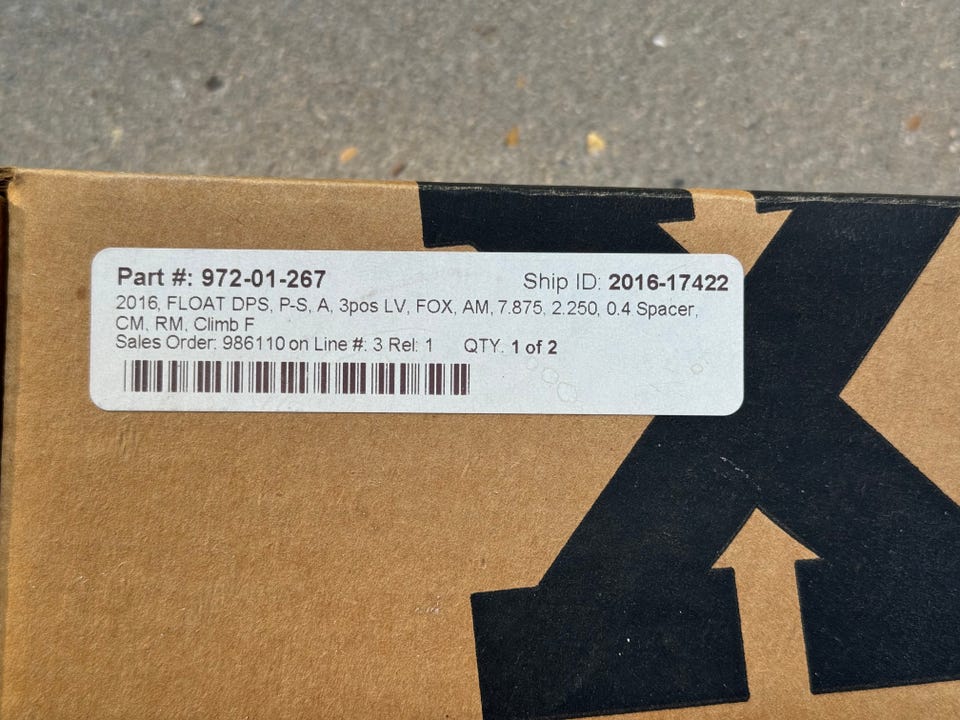 Part #: 972-01-267 Ship ID: 2016-17422
2016, FLOAT DPS, P-S, A, 3pos LV, FOX, AM, 7.875, 2.250, 0.4 Spacer,
CM, RM, Climb F
Sales Order: 986110 on Line #: 3 Rel: 1 QTY. 1 of 2
X